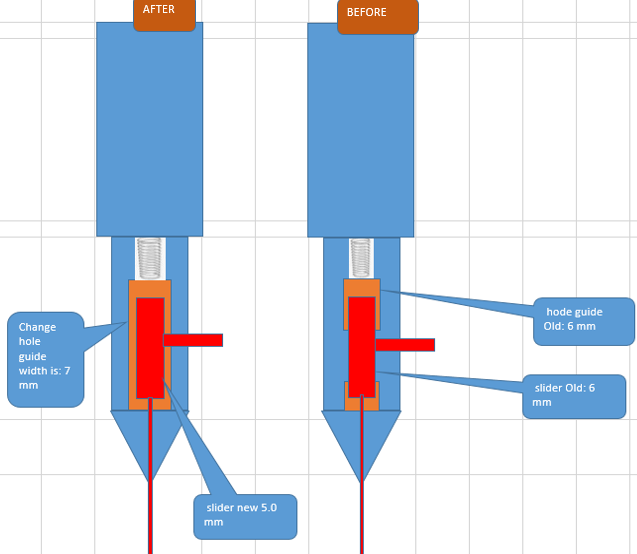 AFTER
BEFORE
Change
hole
guide
width is: 7
mm
hode guide
Old: 6 mm
slider Old: 6
mm
slider new 5.0
mm